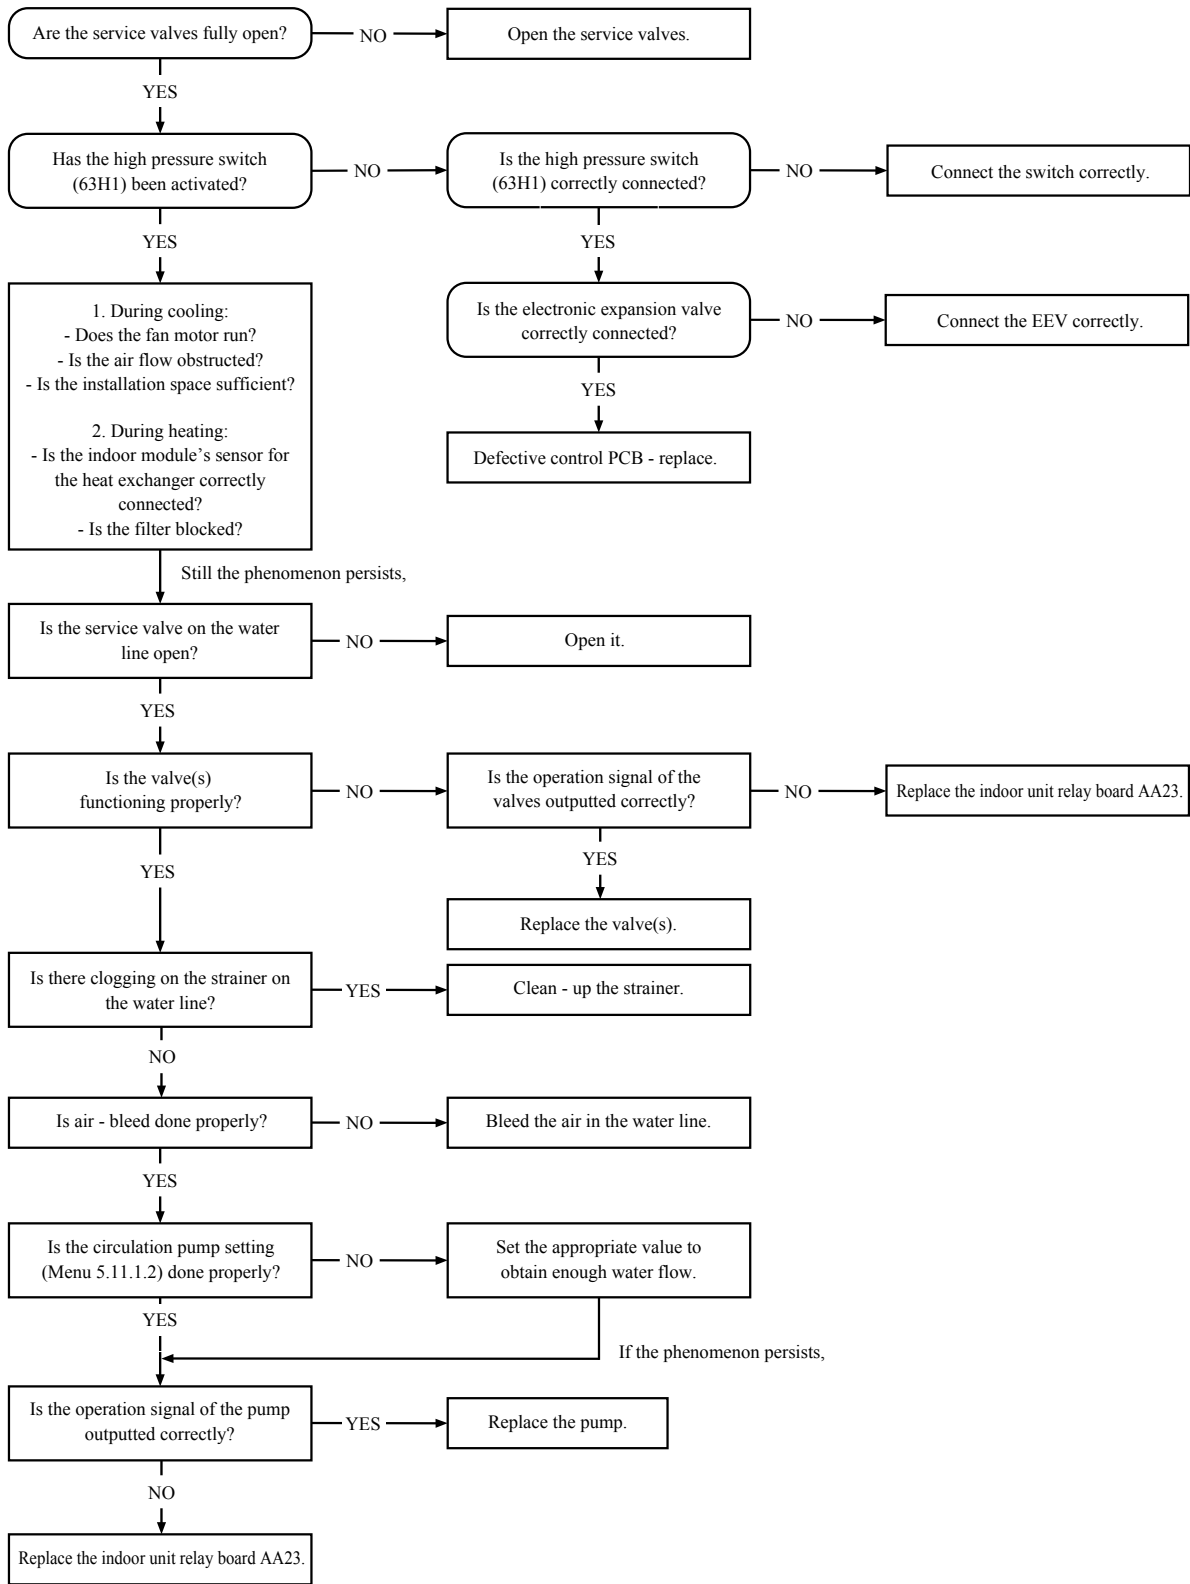 Are the service valves fully open?
NO
Open the service valves.
YES
Has the high pressure switch
(63H1) been activated?
NO
Is the high pressure switch
(63H1) correctly connected?
NO
Connect the switch correctly.
YES
YES
1. During cooling:
- Does the fan motor run?
- Is the air flow obstructed?
- Is the installation space sufficient?
2. During heating:
- Is the indoor module’s sensor for
the heat exchanger correctly
connected?
- Is the filter blocked?
Is the electronic expansion valve
correctly connected?
NO
Connect the EEV correctly.
YES
Defective control PCB - replace.
Still the phenomenon persists,
Is the service valve on the water
line open?
NO
Open it.
YES
Is the valve(s)
functioning properly?
NO
Is the operation signal of the
valves outputted correctly?
NO
Replace the indoor unit relay board AA23.
YES
YES
Replace the valve(s).
Is there clogging on the strainer on
the water line?
YES
Clean - up the strainer.
NO
Is air - bleed done properly?
NO
Bleed the air in the water line.
YES
Is the circulation pump setting
(Menu 5.11.1.2) done properly?
NO
Set the appropriate value to
obtain enough water flow.
YES
If the phenomenon persists,
Is the operation signal of the pump
outputted correctly?
YES
Replace the pump.
NO
Replace the indoor unit relay board AA23.